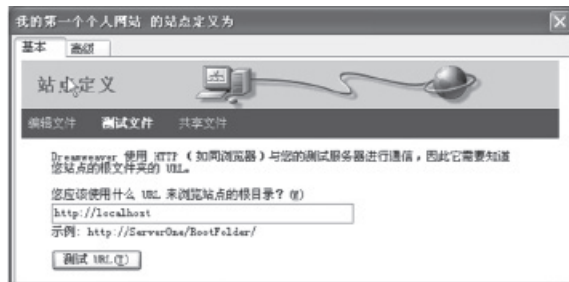 我的第一个个人网站 的站点定义为
基本 高级
站点定义
编辑文件 测试文件 共享文件
Dreamweaver 使用 HTTP（如同浏览器）与您的测试服务器进行通信，因此它需要知道
您站点的根文件夹的 URL。
您应该使用什么 URL 来浏览站点的根目录？(W)
http://localhost
示例: http://ServerOne/RootFolder/
测试 URL(T)